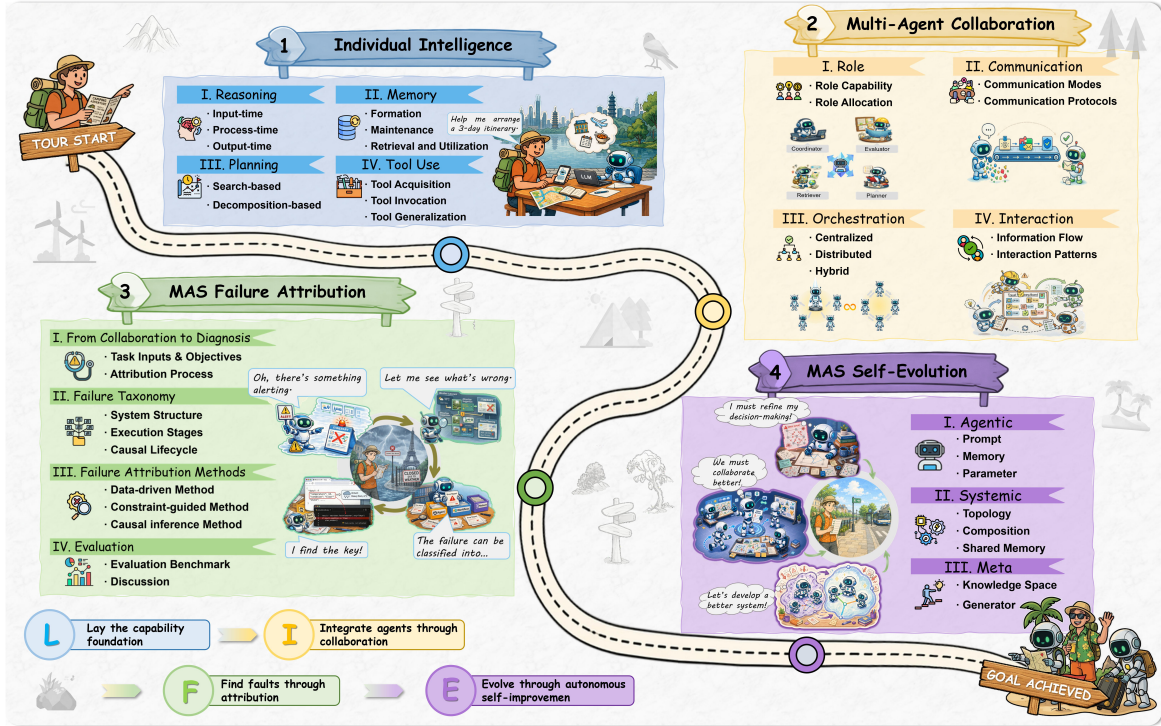 TOUR START
1 Individual Intelligence
I. Reasoning
· Input-time
· Process-time
· Output-time
II. Memory
· Formation
· Maintenance
· Retrieval and Utilization
III. Planning
· Search-based
· Decomposition-based
IV. Tool Use
· Tool Acquisition
· Tool Invocation
· Tool Generalization
Help me arrange
a 3-day itinerary.
LLM
2 Multi-Agent Collaboration
I. Role
· Role Capability
· Role Allocation
Coordinator
Evaluator
Retriever
Planner
II. Communication
· Communication Modes
· Communication Protocols
III. Orchestration
· Centralized
· Distributed
· Hybrid
IV. Interaction
· Information Flow
· Interaction Patterns
3 MAS Failure Attribution
I. From Collaboration to Diagnosis
· Task Inputs & Objectives
· Attribution Process
II. Failure Taxonomy
· System Structure
· Execution Stages
· Causal Lifecycle
III. Failure Attribution Methods
· Data-driven Method
· Constraint-guided Method
· Causal inference Method
IV. Evaluation
· Evaluation Benchmark
· Discussion
Oh, there's something
alerting.
Let me see what's wrong.
ALERT
CLOSED
I find the key!
The failure can be
classified into...
4 MAS Self-Evolution
I must refine my
decision-making!
We must
collaborate
better!
Let's develop a
better system!
I. Agentic
· Prompt
· Memory
· Parameter
II. Systemic
· Topology
· Composition
· Shared Memory
III. Meta
· Knowledge Space
· Generator
L Lay the capability
foundation
I Integrate agents through
collaboration
F Find faults through
attribution
E Evolve through autonomous
self-improvemen
GOAL ACHIEVED